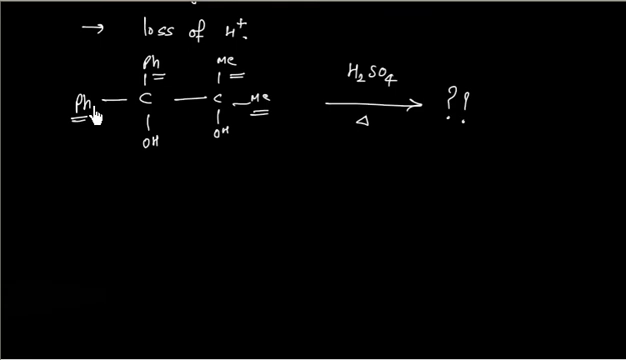 → loss of H⁺.
Ph Me
Ph — C — C — Me H₂SO₄ ?!
OH OH Δ